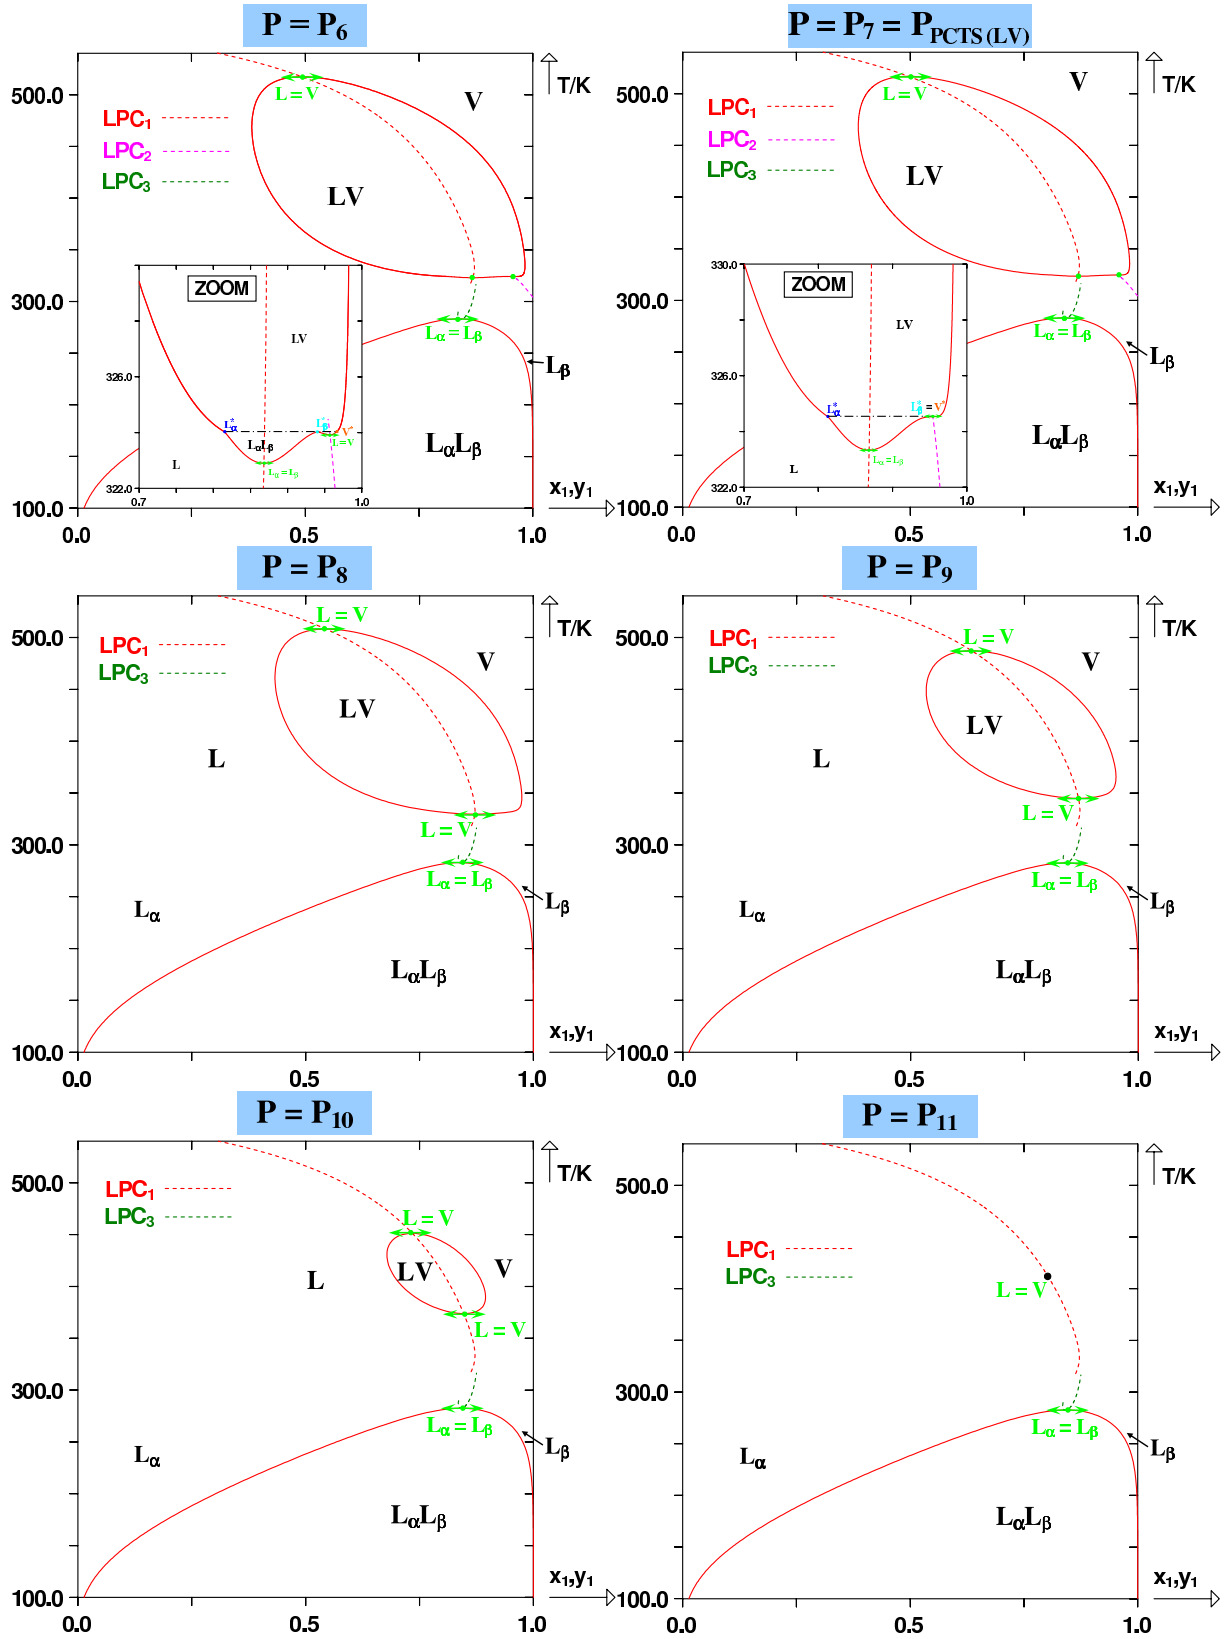 P = P6
P = P7 = PPCTS (LV)
T/K
500.0
300.0
100.0
L = V
V
LPC1
LPC2
LPC3
LV
ZOOM
LV
326.0
322.0
L*α
LαLβ
L*β
V*
L = V
Lα = Lβ
L
0.7
1.0
Lα = Lβ
Lβ
LαLβ
x1,y1
0.0
0.5
1.0
T/K
500.0
300.0
100.0
L = V
V
LPC1
LPC2
LPC3
LV
330.0
ZOOM
LV
326.0
322.0
L*α
L*β = V*
Lα = Lβ
L
0.7
1.0
Lα = Lβ
Lβ
LαLβ
x1,y1
0.0
0.5
1.0
P = P8
P = P9
T/K
500.0
300.0
100.0
L = V
V
LPC1
LPC3
LV
L
L = V
Lα = Lβ
Lα
Lβ
LαLβ
x1,y1
0.0
0.5
1.0
T/K
500.0
300.0
100.0
L = V
V
LPC1
LPC3
LV
L
L = V
Lα = Lβ
Lα
Lβ
LαLβ
x1,y1
0.0
0.5
1.0
P = P10
P = P11
T/K
500.0
300.0
100.0
LPC1
LPC3
L = V
LV
V
L
L = V
Lα = Lβ
Lα
Lβ
LαLβ
x1,y1
0.0
0.5
1.0
T/K
500.0
300.0
100.0
LPC1
LPC3
L = V
Lα = Lβ
Lα
Lβ
LαLβ
x1,y1
0.0
0.5
1.0